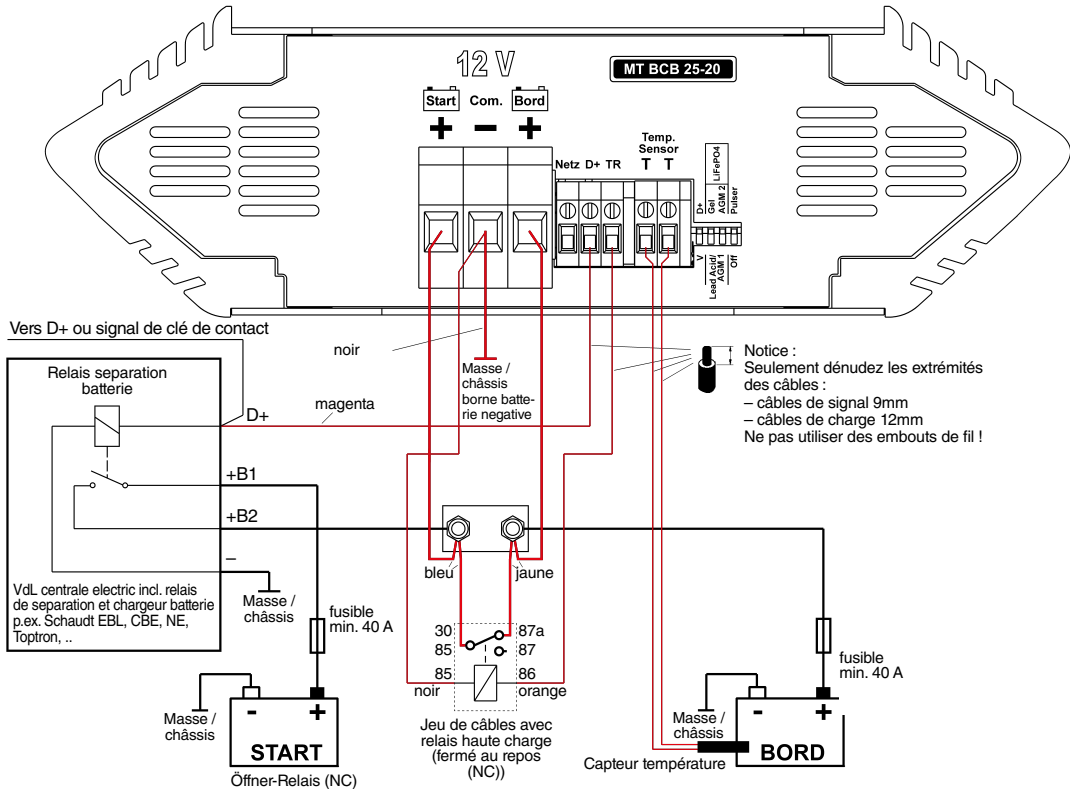 12 V
MT BCB 25-20
Start Com. Bord
+ − +
Temp.
Sensor
Netz D+ TR T T
LiFePO4
D+
Gel
AGM 2
Pulser
V
Lead Acid/
AGM 1
Off
Vers D+ ou signal de clé de contact
noir
Masse /
châssis
borne batte-
rie negative
Notice :
Seulement dénudez les extrémités
des câbles :
– câbles de signal 9mm
– câbles de charge 12mm
Ne pas utiliser des embouts de fil !
Relais separation
batterie
D+
magenta
+B1
+B2
–
VdL centrale electric incl. relais
de separation et chargeur batterie
p.ex. Schaudt EBL, CBE, NE,
Toptron, ..
Masse /
châssis
fusible
min. 40 A
bleu
jaune
30
87a
85
87
85
86
noir
orange
Jeu de câbles avec
relais haute charge
(fermé au repos
(NC))
Masse /
châssis
- +
START
Öffner-Relais (NC)
fusible
min. 40 A
Masse /
châssis
- +
BORD
Capteur température